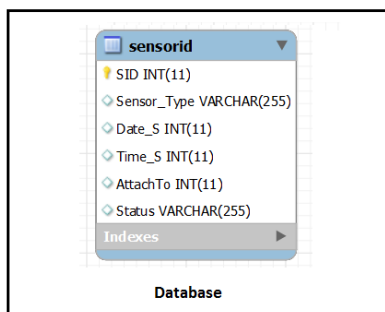 sensorid
SID INT(11)
Sensor_Type VARCHAR(255)
Date_S INT(11)
Time_S INT(11)
AttachTo INT(11)
Status VARCHAR(255)
Indexes
Database